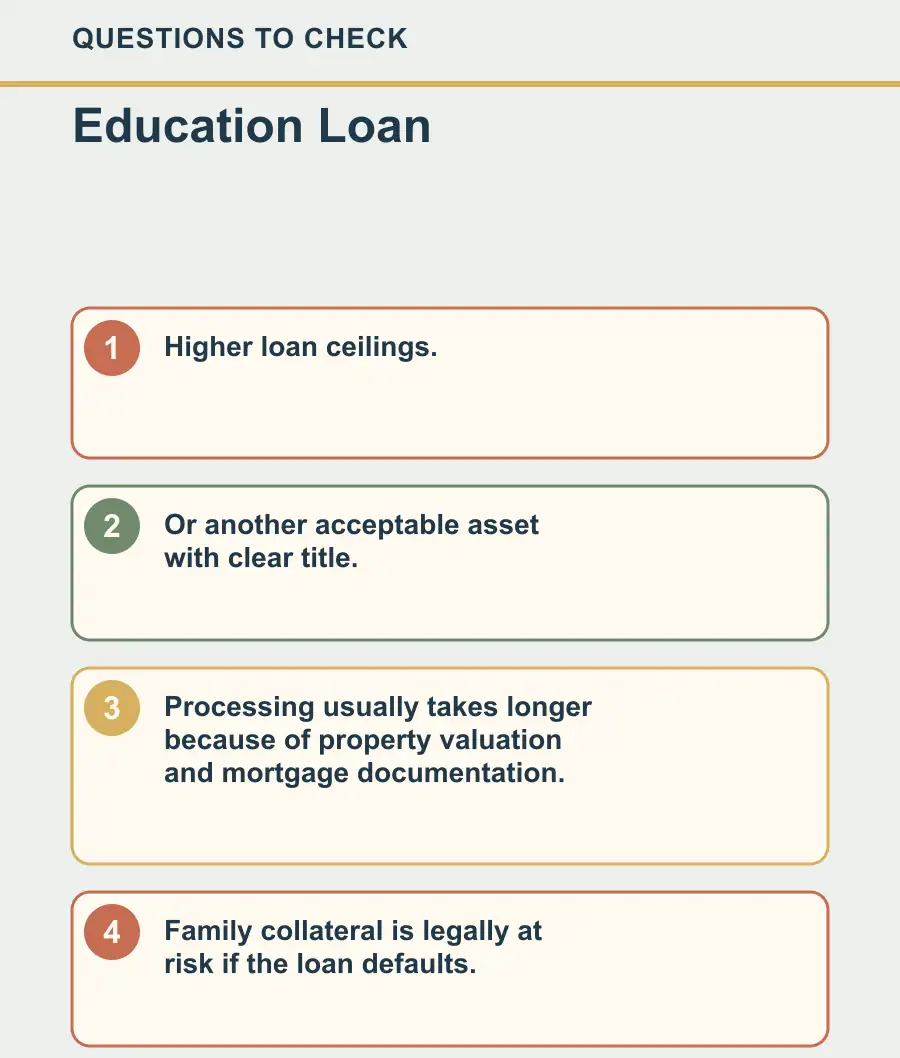 QUESTIONS TO CHECK
Education Loan
1
Higher loan ceilings.
2
Or another acceptable asset
with clear title.
3
Processing usually takes longer
because of property valuation
and mortgage documentation.
4
Family collateral is legally at
risk if the loan defaults.